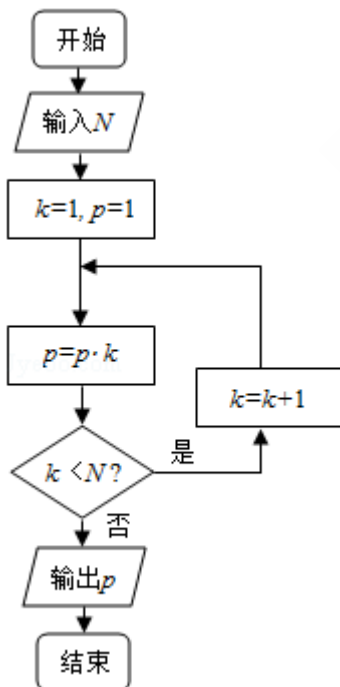 开始
输入N
k=1, p=1
p=p· k
k=k+1
k<N?
是
否
输出p
结束